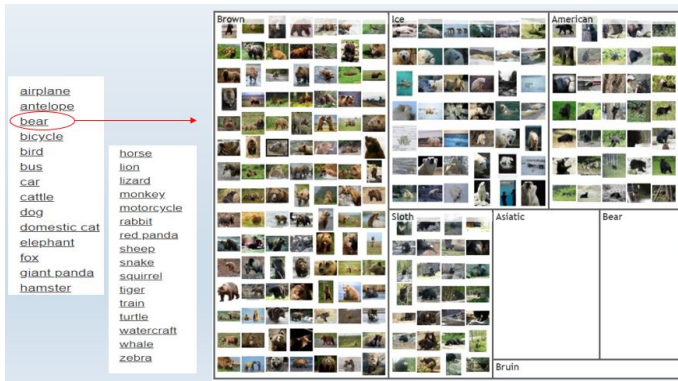 airplane
antelope
bear
bicycle
bird
bus
car
cattle
dog
domestic cat
elephant
fox
giant panda
hamster
horse
lion
lizard
monkey
motorcycle
rabbit
red panda
sheep
snake
squirrel
tiger
train
turtle
watercraft
whale
zebra
Brown
Ice
American
Sloth
Asiatic
Bear
Bruin